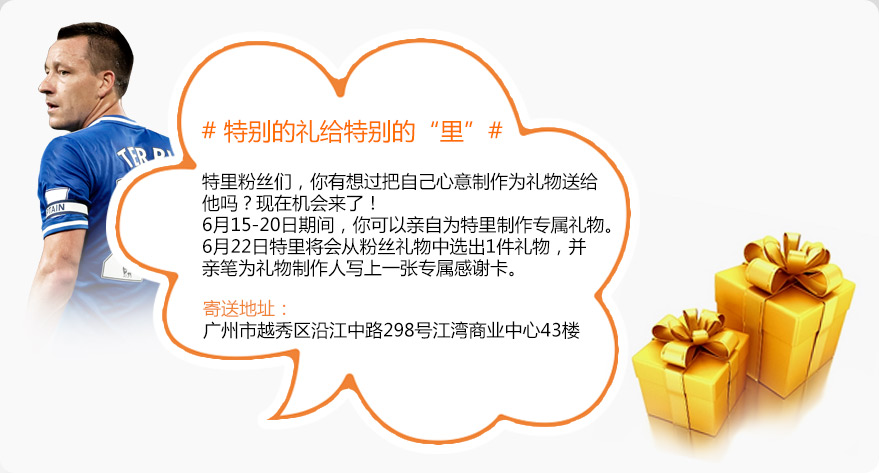 # 特别的礼给特别的“里”#
特里粉丝们，你有想过把自己心意制作为礼物送给
他吗？现在机会来了！
6月15-20日期间，你可以亲自为特里制作专属礼物。
6月22日特里将会从粉丝礼物中选出1件礼物，并
亲笔为礼物制作人写上一张专属感谢卡。
寄送地址：
广州市越秀区沿江中路298号江湾商业中心43楼